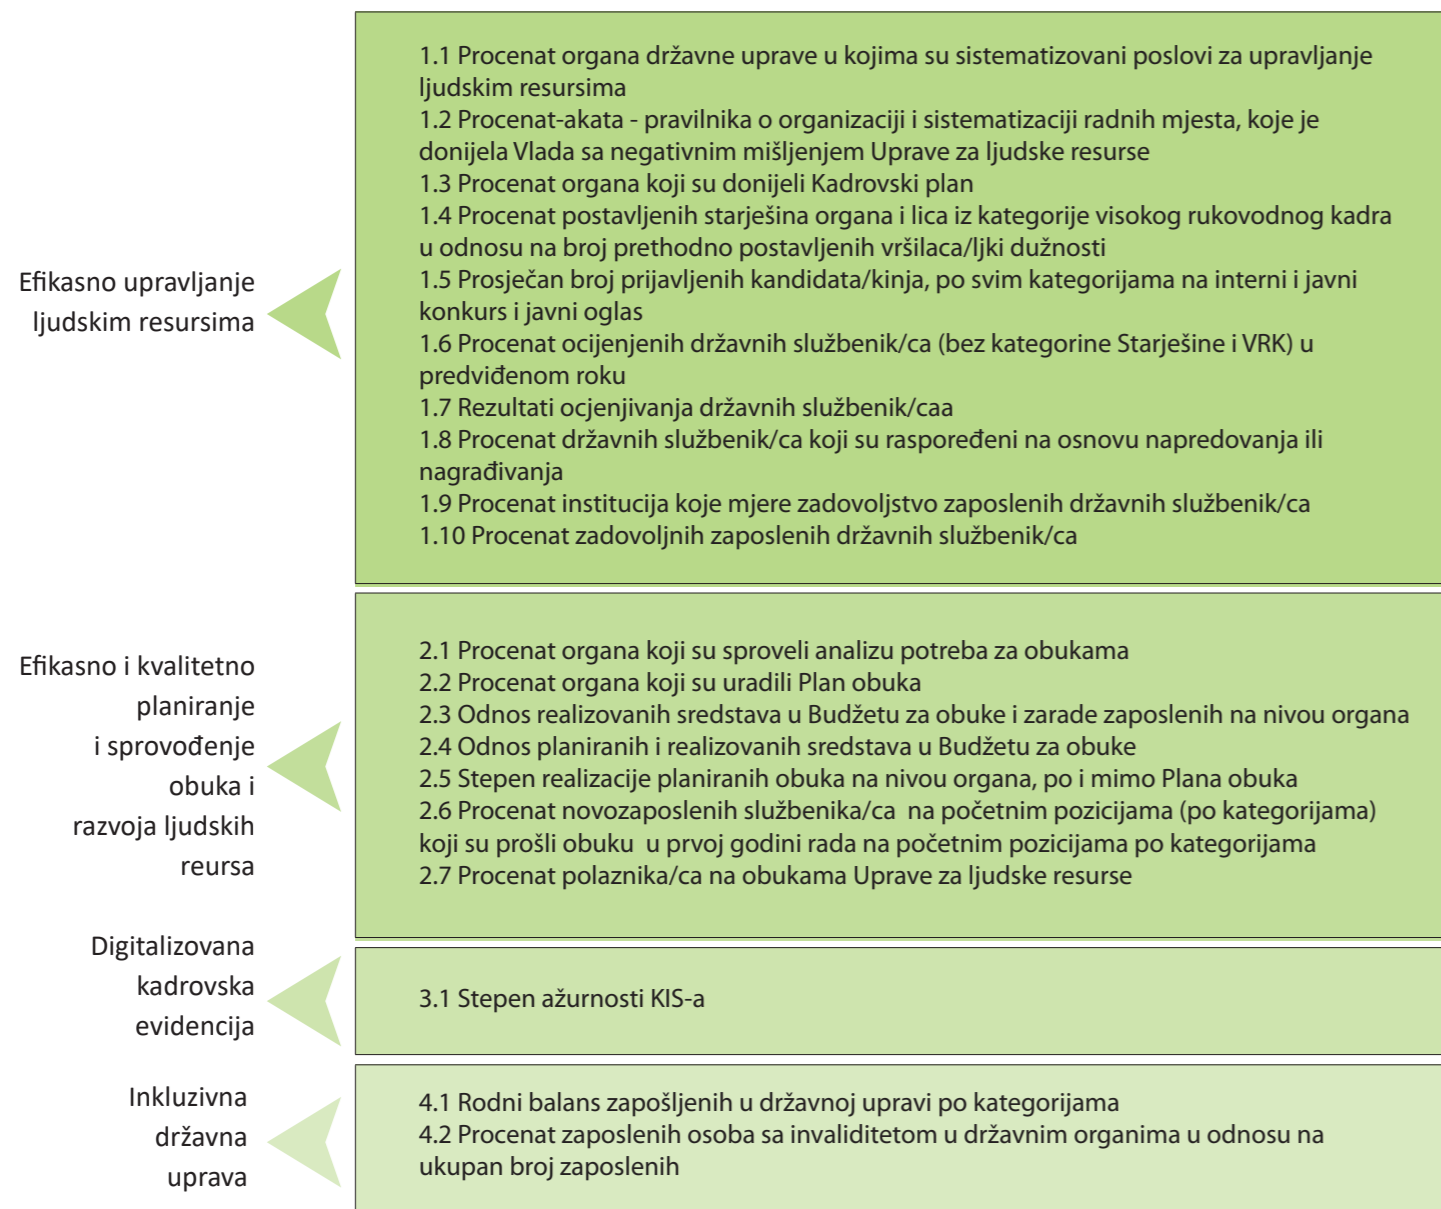 Efikasno upravljanje
ljudskim resursima
1.1 Procenat organa državne uprave u kojima su sistematizovani poslovi za upravljanje
ljudskim resursima
1.2 Procenat-akata - pravilnika o organizaciji i sistematizaciji radnih mjesta, koje je
donijela Vlada sa negativnim mišljenjem Uprave za ljudske resurse
1.3 Procenat organa koji su donijeli Kadrovski plan
1.4 Procenat postavljenih starješina organa i lica iz kategorije visokog rukovodnog kadra
u odnosu na broj prethodno postavljenih vršilaca/ljki dužnosti
1.5 Prosječan broj prijavljenih kandidata/kinja, po svim kategorijama na interni i javni
konkurs i javni oglas
1.6 Procenat ocijenjenih državnih službenik/ca (bez kategorine Starješine i VRK) u
predviđenom roku
1.7 Rezultati ocjenjivanja državnih službenik/caa
1.8 Procenat državnih službenik/ca koji su raspoređeni na osnovu napredovanja ili
nagrađivanja
1.9 Procenat institucija koje mjere zadovoljstvo zaposlenih državnih službenik/ca
1.10 Procenat zadovoljnih zaposlenih državnih službenik/ca
Efikasno i kvalitetno
planiranje
i sprovođenje
obuka i
razvoja ljudskih
reursa
2.1 Procenat organa koji su sproveli analizu potreba za obukama
2.2 Procenat organa koji su uradili Plan obuka
2.3 Odnos realizovanih sredstava u Budžetu za obuke i zarade zaposlenih na nivou organa
2.4 Odnos planiranih i realizovanih sredstava u Budžetu za obuke
2.5 Stepen realizacije planiranih obuka na nivou organa, po i mimo Plana obuka
2.6 Procenat novozaposlenih službenika/ca na početnim pozicijama (po kategorijama)
koji su prošli obuku u prvoj godini rada na početnim pozicijama po kategorijama
2.7 Procenat polaznika/ca na obukama Uprave za ljudske resurse
Digitalizovana
kadrovska
evidencija
3.1 Stepen ažurnosti KIS-a
Inkluzivna
državna
uprava
4.1 Rodni balans zapošljenih u državnoj upravi po kategorijama
4.2 Procenat zaposlenih osoba sa invaliditetom u državnim organima u odnosu na
ukupan broj zaposlenih